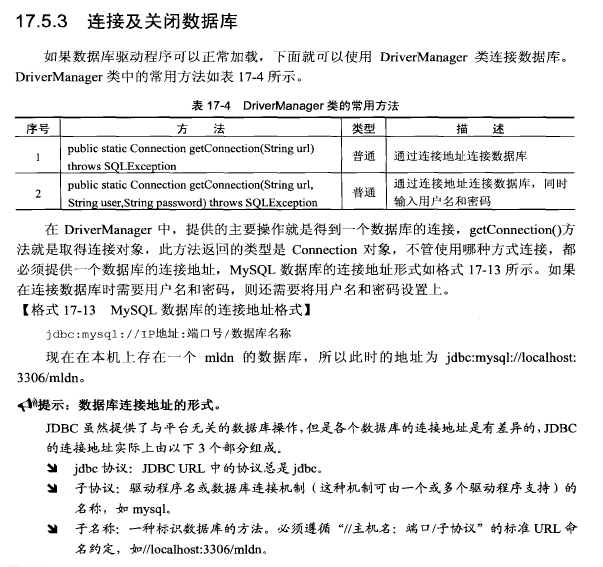 17.5.3 连接及关闭数据库
如果数据库驱动程序可以正常加载，下面就可以使用 DriverManager 类连接数据库。
DriverManager 类中的常用方法如表 17-4 所示。
表 17-4 DriverManager 类的常用方法
序号 方 法 类型 描 述
1 public static Connection getConnection(String url) throws SQLException 普通 通过连接地址连接数据库
2 public static Connection getConnection(String url, String user,String password) throws SQLException 普通 通过连接地址连接数据库，同时输入用户名和密码
在 DriverManager 中，提供的主要操作就是得到一个数据库的连接，getConnection()方
法就是取得连接对象，此方法返回的类型是 Connection 对象，不管使用哪种方式连接，都
必须提供一个数据库的连接地址，MySQL 数据库的连接地址形式如格式 17-13 所示。如果
在连接数据库时需要用户名和密码，则还需要将用户名和密码设置上。
【格式 17-13 MySQL 数据库的连接地址格式】
jdbc:mysql://IP地址:端口号/数据库名称
现在在本机上存在一个 mldn 的数据库，所以此时的地址为 jdbc:mysql://localhost:
3306/mldn。
提示：数据库连接地址的形式。
JDBC 虽然提供了与平台无关的数据库操作，但是各个数据库的连接地址是有差异的，JDBC
的连接地址实际上由以下 3 个部分组成。
jdbc 协议：JDBC URL 中的协议总是 jdbc。
子协议：驱动程序名或数据库连接机制（这种机制可由一个或多个驱动程序支持）的
名称，如 mysql。
子名称：一种标识数据库的方法。必须遵循“//主机名：端口/子协议”的标准 URL 命
名约定，如//localhost:3306/mldn。